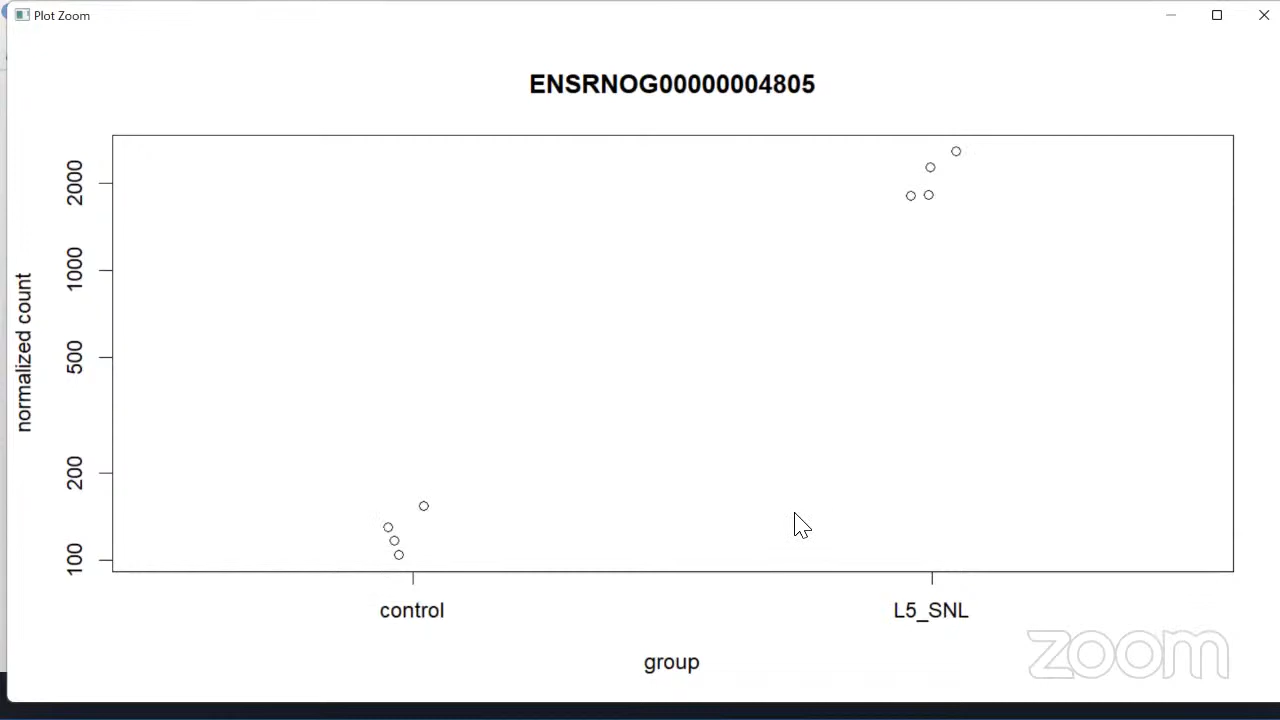 Plot Zoom
ENSRNOG00000004805
normalized count
2000
1000
500
200
100
control
L5_SNL
group
zoom